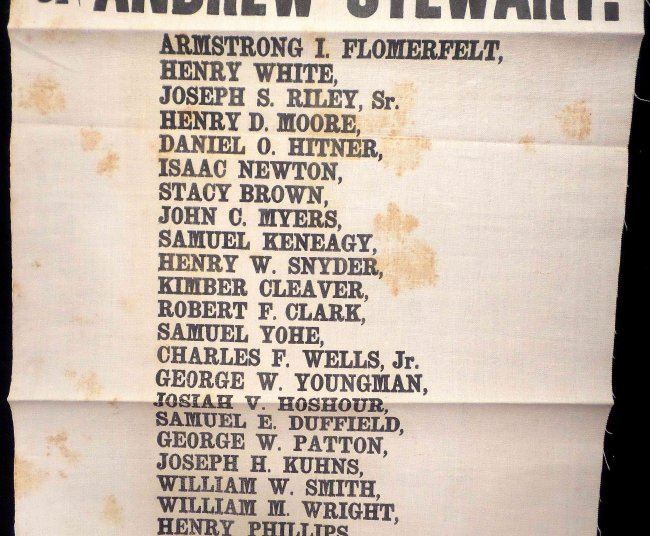 ANDREW STEWART.
ARMSTRONG I. FLOMERFELT,
HENRY WHITE,
JOSEPH S. RILEY, Sr.
HENRY D. MOORE,
DANIEL O. HITNER,
ISAAC NEWTON,
STACY BROWN,
JOHN C. MYERS,
SAMUEL KENEAGY,
HENRY W. SNYDER,
KIMBER CLEAVER,
ROBERT F. CLARK,
SAMUEL YOHE,
CHARLES F. WELLS, Jr.
GEORGE W. YOUNGMAN,
JOSIAH V. HOSHOUR,
SAMUEL E. DUFFIELD,
GEORGE W. PATTON,
JOSEPH H. KUHNS,
WILLIAM W. SMITH,
WILLIAM M. WRIGHT,
HENRY PHILLIPS